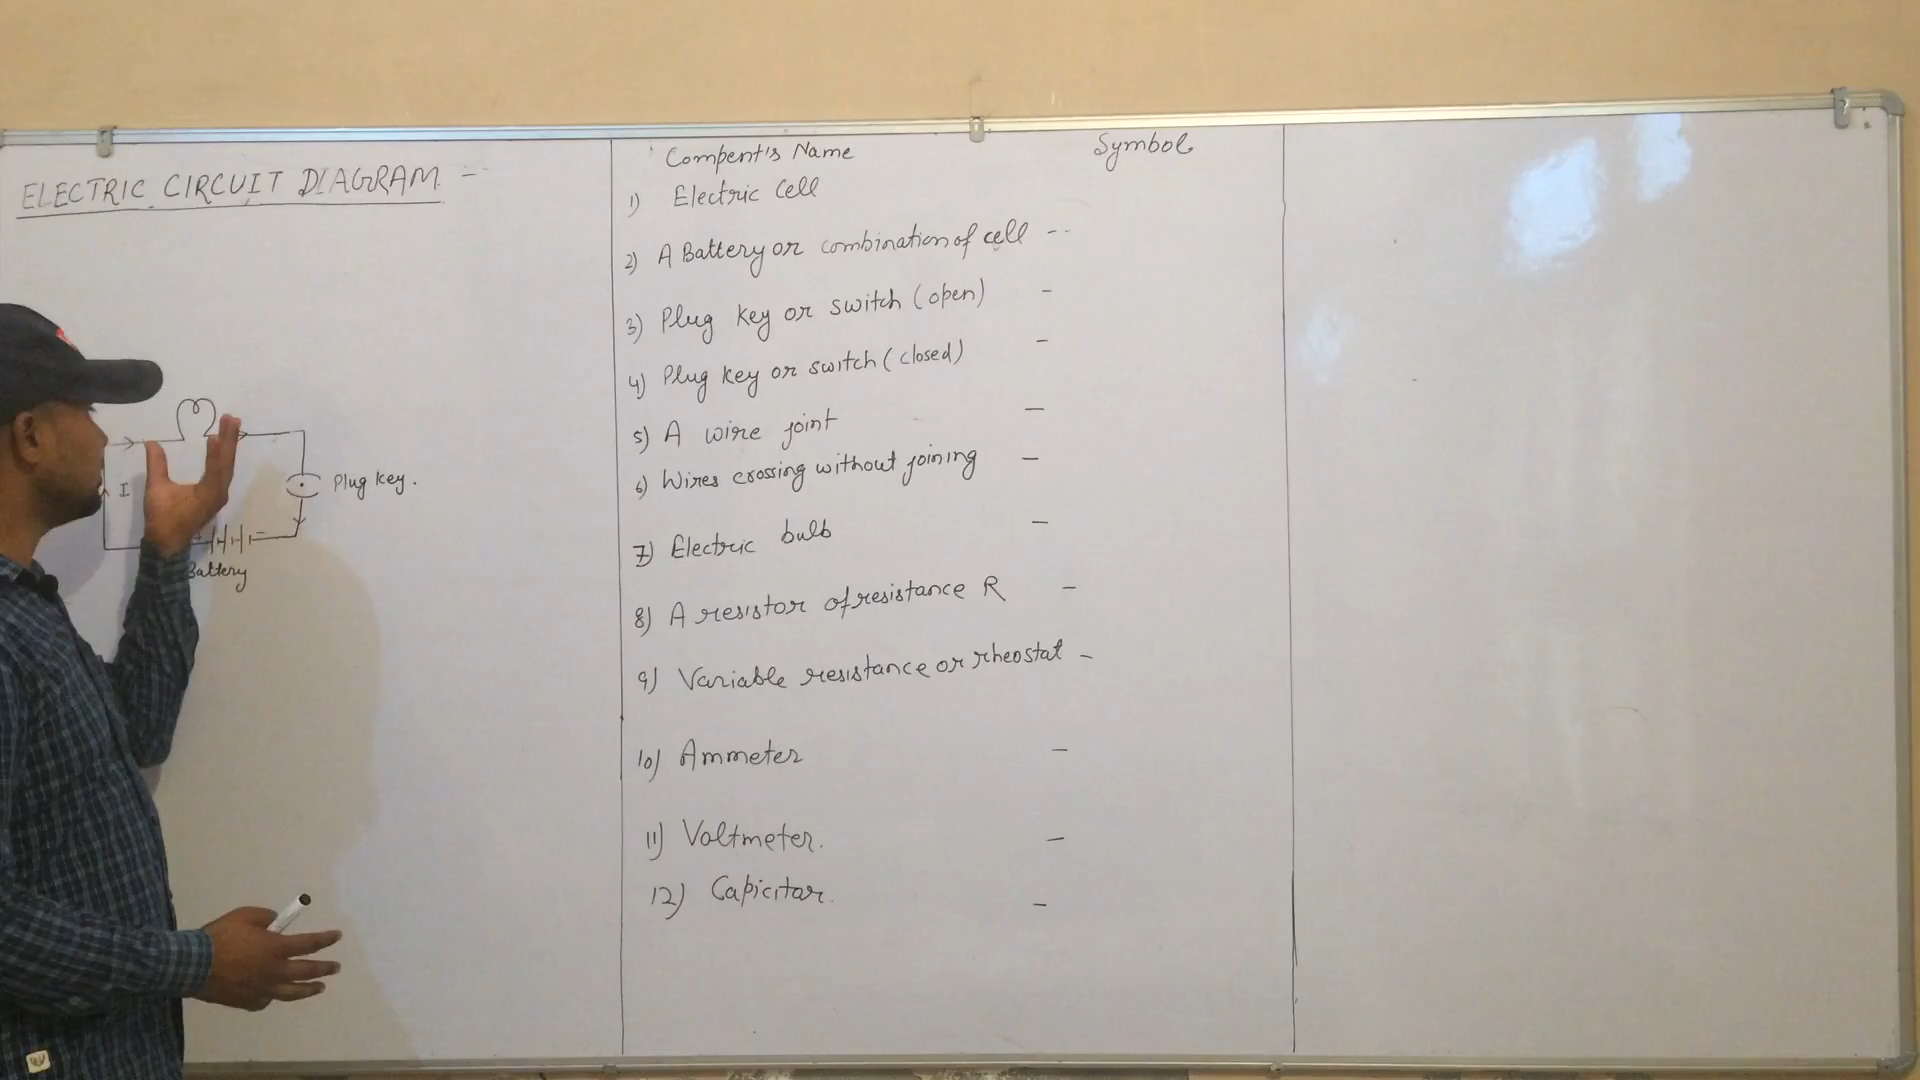 ELECTRIC CIRCUIT DIAGRAM :-
I
Plug key.
+ -
Battery
Compent's Name Symbol
1) Electric Cell
2) A Battery or combination of cell --
3) Plug key or switch (open) -
4) Plug key or switch (closed) -
5) A wire joint -
6) Wires crossing without joining -
7) Electric bulb -
8) A resistor of resistance R -
9) Variable resistance or rheostat -
10) Ammeter -
11) Voltmeter. -
12) Capicitar. -